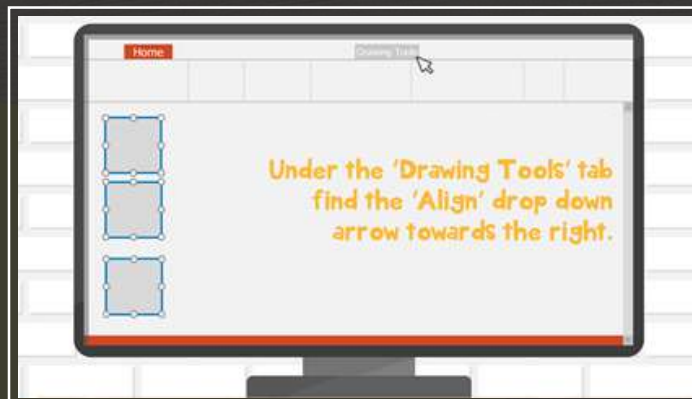 Home
Drawing Tools
Under the 'Drawing Tools' tab
find the 'Align' drop down
arrow towards the right.